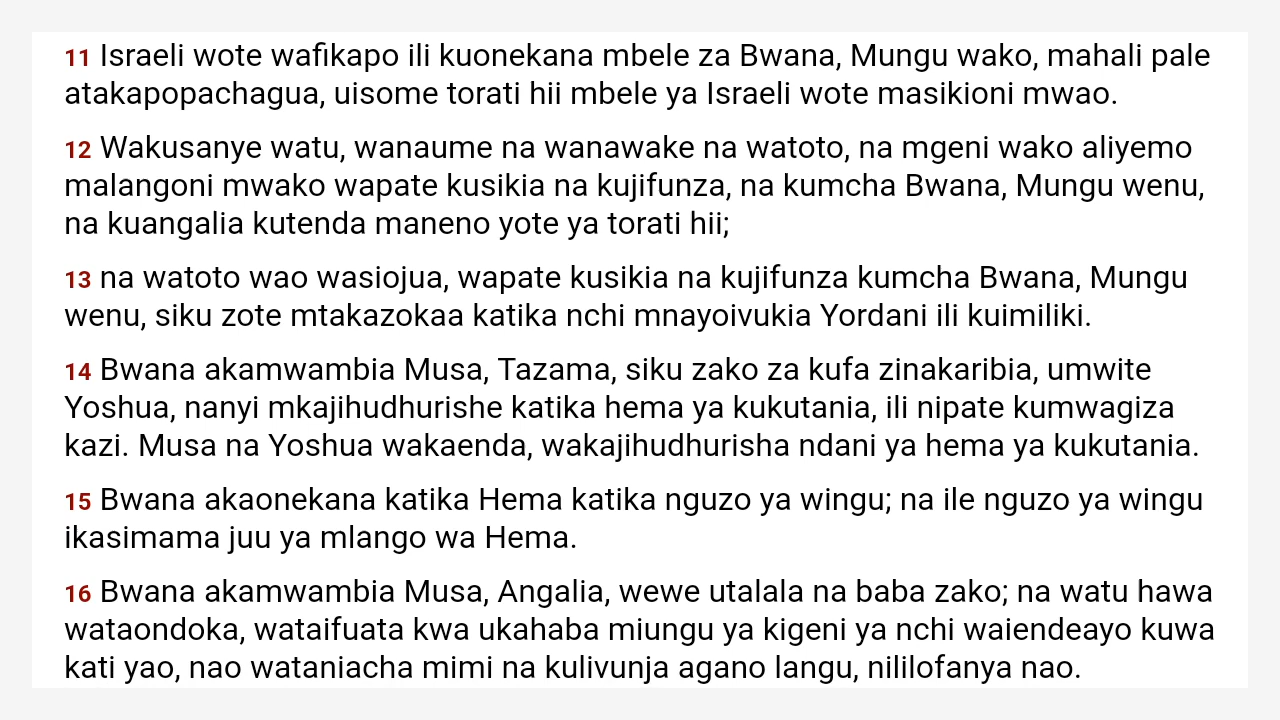 11 Israeli wote wafikapo ili kuonekana mbele za Bwana, Mungu wako, mahali pale
atakapopachagua, uisome torati hii mbele ya Israeli wote masikioni mwao.
12 Wakusanye watu, wanaume na wanawake na watoto, na mgeni wako aliyemo
malangoni mwako wapate kusikia na kujifunza, na kumcha Bwana, Mungu wenu,
na kuangalia kutenda maneno yote ya torati hii;
13 na watoto wao wasiojua, wapate kusikia na kujifunza kumcha Bwana, Mungu
wenu, siku zote mtakazokaa katika nchi mnayoivukia Yordani ili kuimiliki.
14 Bwana akamwambia Musa, Tazama, siku zako za kufa zinakaribia, umwite
Yoshua, nanyi mkajihudhurishe katika hema ya kukutania, ili nipate kumwagiza
kazi. Musa na Yoshua wakaenda, wakajihudhurisha ndani ya hema ya kukutania.
15 Bwana akaonekana katika Hema katika nguzo ya wingu; na ile nguzo ya wingu
ikasimama juu ya mlango wa Hema.
16 Bwana akamwambia Musa, Angalia, wewe utalala na baba zako; na watu hawa
wataondoka, wataifuata kwa ukahaba miungu ya kigeni ya nchi waiendeayo kuwa
kati yao, nao wataniacha mimi na kulivunja agano langu, nililofanya nao.